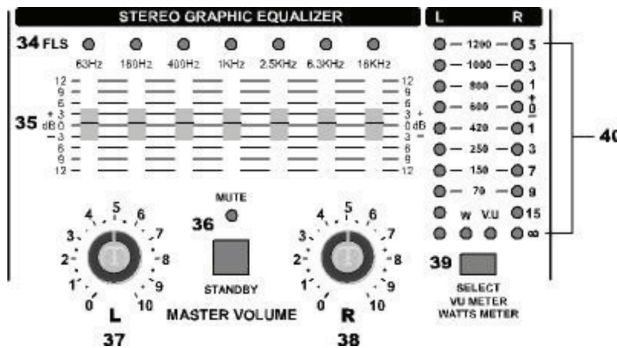 STEREO GRAPHIC EQUALIZER L R
34 FLS
63Hz 160Hz 400Hz 1KHz 2.5KHz 6.3KHz 16KHz
12 12
9 9
6 6
+ 3 3 +
35 dB 0 0 dB
− 3 3 −
6 6
9 9
12 12
1200 5
1000 3
800 1
600 + 0 −
420 1
250 3
150 7
70 9
15
W V.U ∞
40
MUTE
36
STANDBY
0 1 2 3 4 5 6 7 8 9 10
L
37
MASTER VOLUME
0 1 2 3 4 5 6 7 8 9 10
R
38
39
SELECT
VU METER
WATTS METER